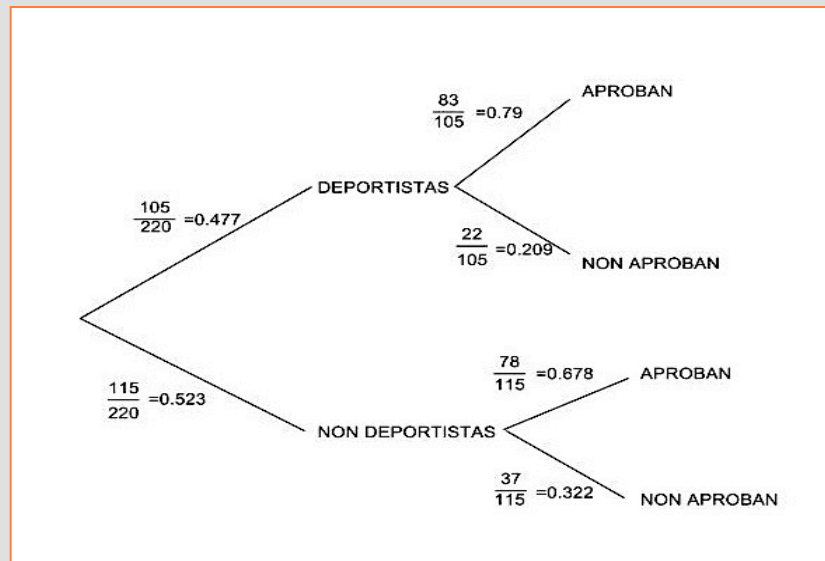 83
105 =0.79
APROBAN
DEPORTISTAS
105
220 =0.477
22
105 =0.209
NON APROBAN
78
115 =0.678
APROBAN
115
220 =0.523
NON DEPORTISTAS
37
115 =0.322
NON APROBAN